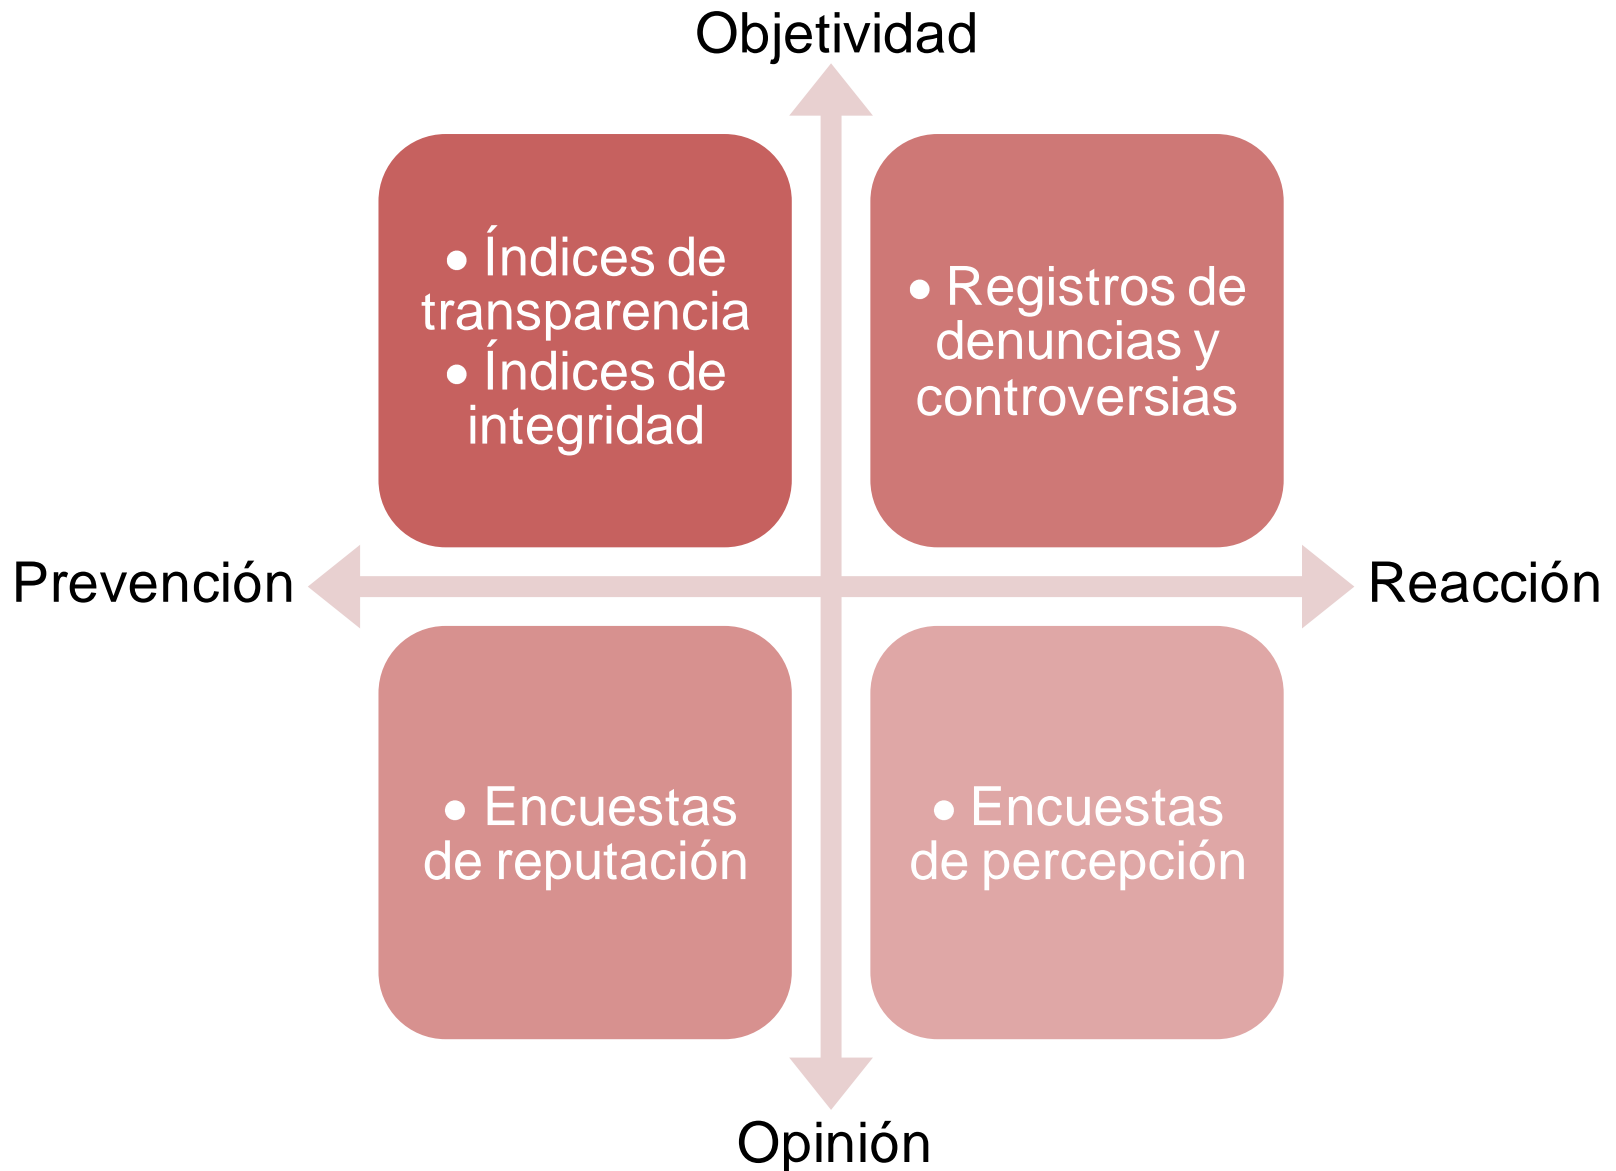 Objetividad
• Índices de
transparencia
• Índices de
integridad
• Registros de
denuncias y
controversias
Prevención
Reacción
• Encuestas
de reputación
• Encuestas
de percepción
Opinión